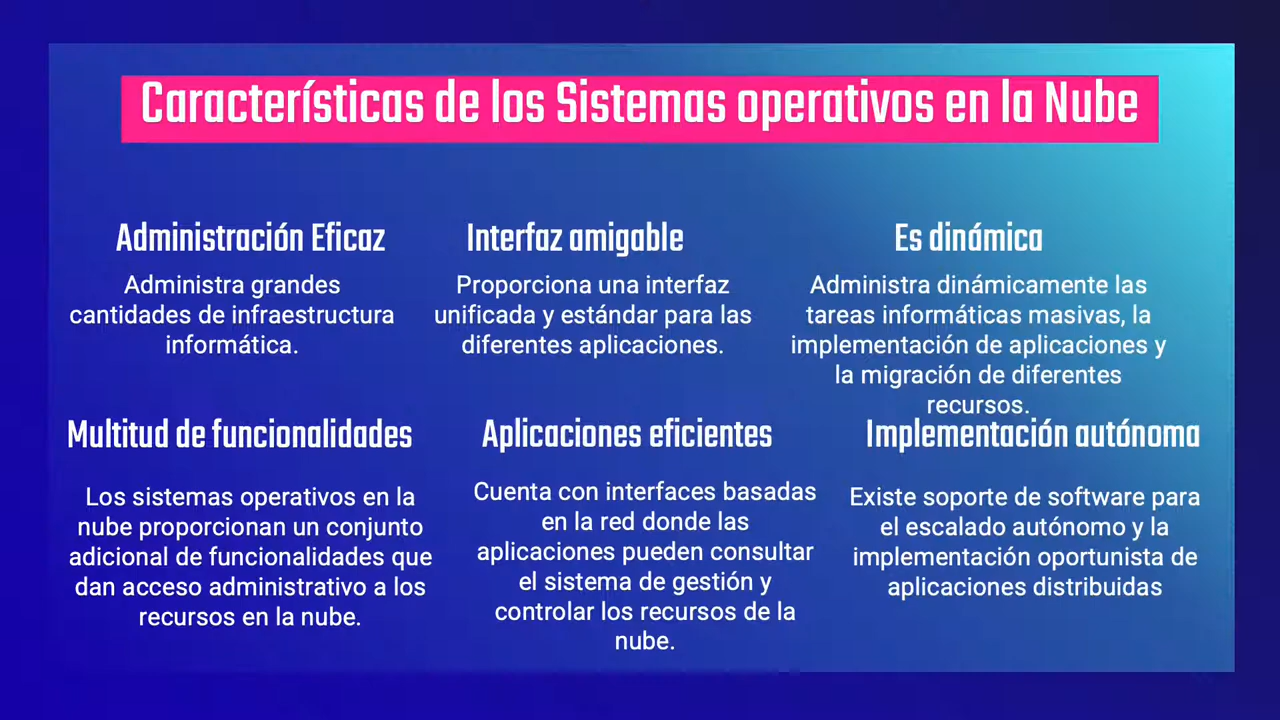 Características de los Sistemas operativos en la Nube
Administración Eficaz
Administra grandes
cantidades de infraestructura
informática.
Interfaz amigable
Proporciona una interfaz
unificada y estándar para las
diferentes aplicaciones.
Es dinámica
Administra dinámicamente las
tareas informáticas masivas, la
implementación de aplicaciones y
la migración de diferentes
recursos.
Multitud de funcionalidades
Los sistemas operativos en la
nube proporcionan un conjunto
adicional de funcionalidades que
dan acceso administrativo a los
recursos en la nube.
Aplicaciones eficientes
Cuenta con interfaces basadas
en la red donde las
aplicaciones pueden consultar
el sistema de gestión y
controlar los recursos de la
nube.
Implementación autónoma
Existe soporte de software para
el escalado autónomo y la
implementación oportunista de
aplicaciones distribuidas